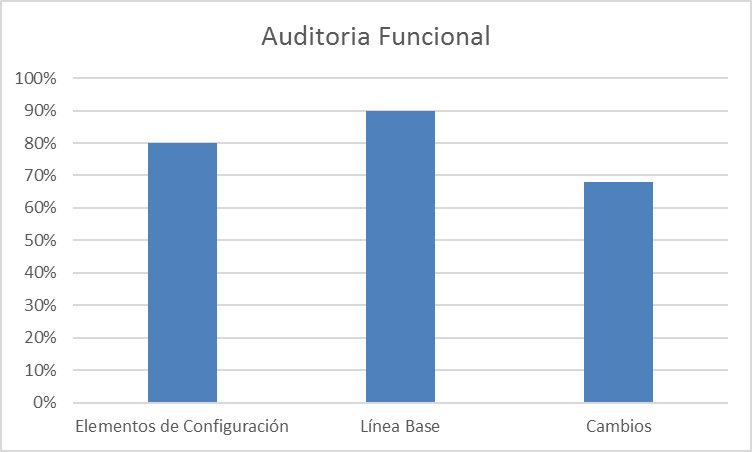 Auditoria Funcional
100%
90%
80%
70%
60%
50%
40%
30%
20%
10%
0%
Elementos de Configuración
Línea Base
Cambios